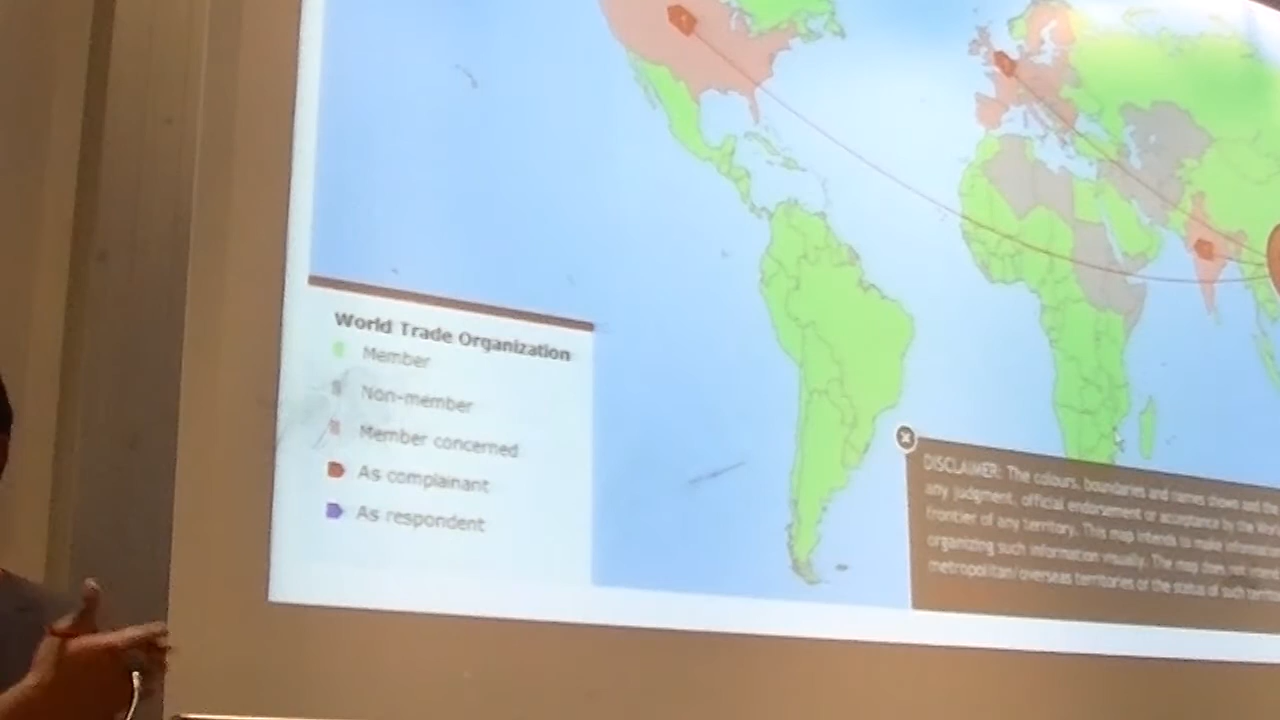 World Trade Organization
Member
Non-member
Member concerned
As complainant
As respondent
DISCLAIMER: The colours, boundaries and names shown and the
any judgment, official endorsement or acceptance by the
frontier of any territory. This map intends to make
organizing such information visually. The map does not
metropolitan/overseas territories of the status of such